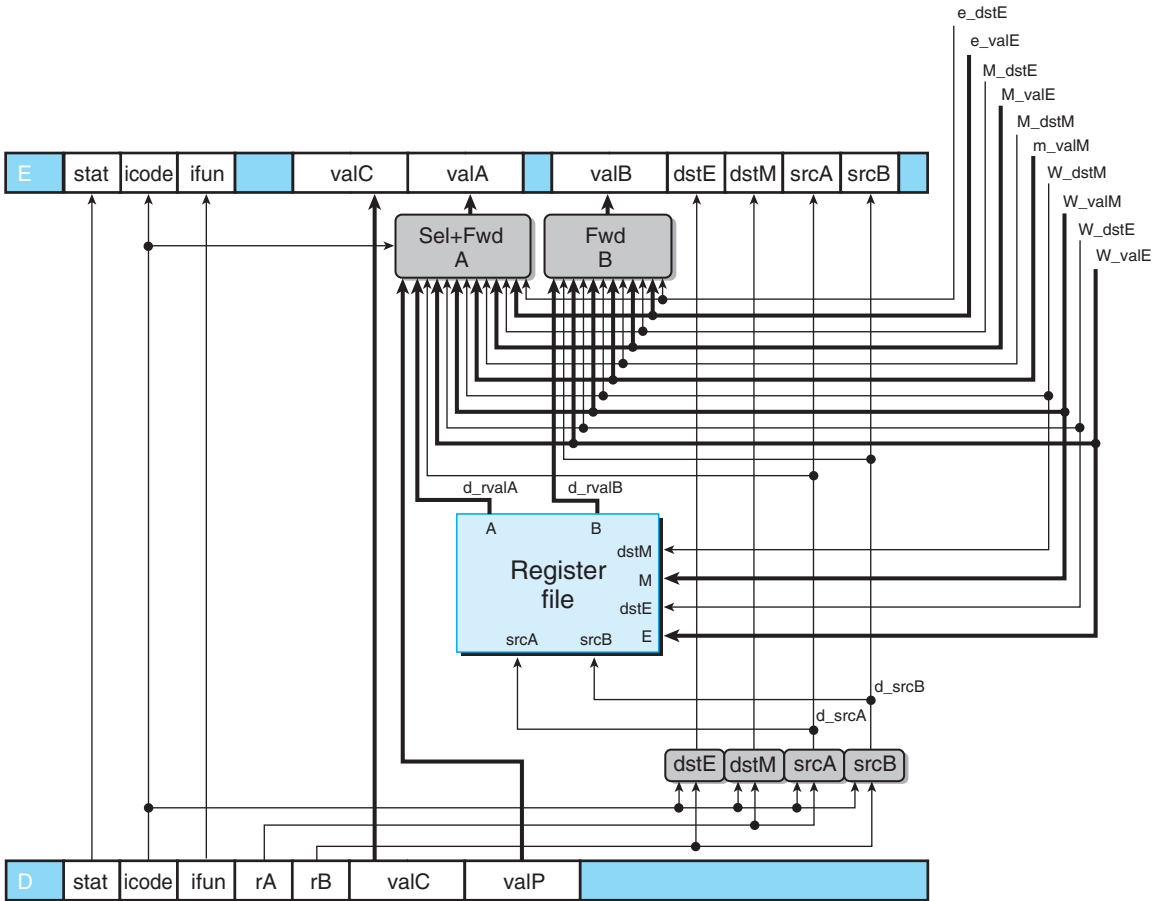 e_dstE
e_valE
M_dstE
M_valE
M_dstM
m_valM
W_dstM
W_valM
W_dstE
W_valE
E stat icode ifun valC valA valB dstE dstM srcA srcB
Sel+Fwd
A
Fwd
B
d_rvalA d_rvalB
A B
Register
file
dstM
M
dstE
E
srcA srcB
d_srcB
d_srcA
dstE dstM srcA srcB
D stat icode ifun rA rB valC valP